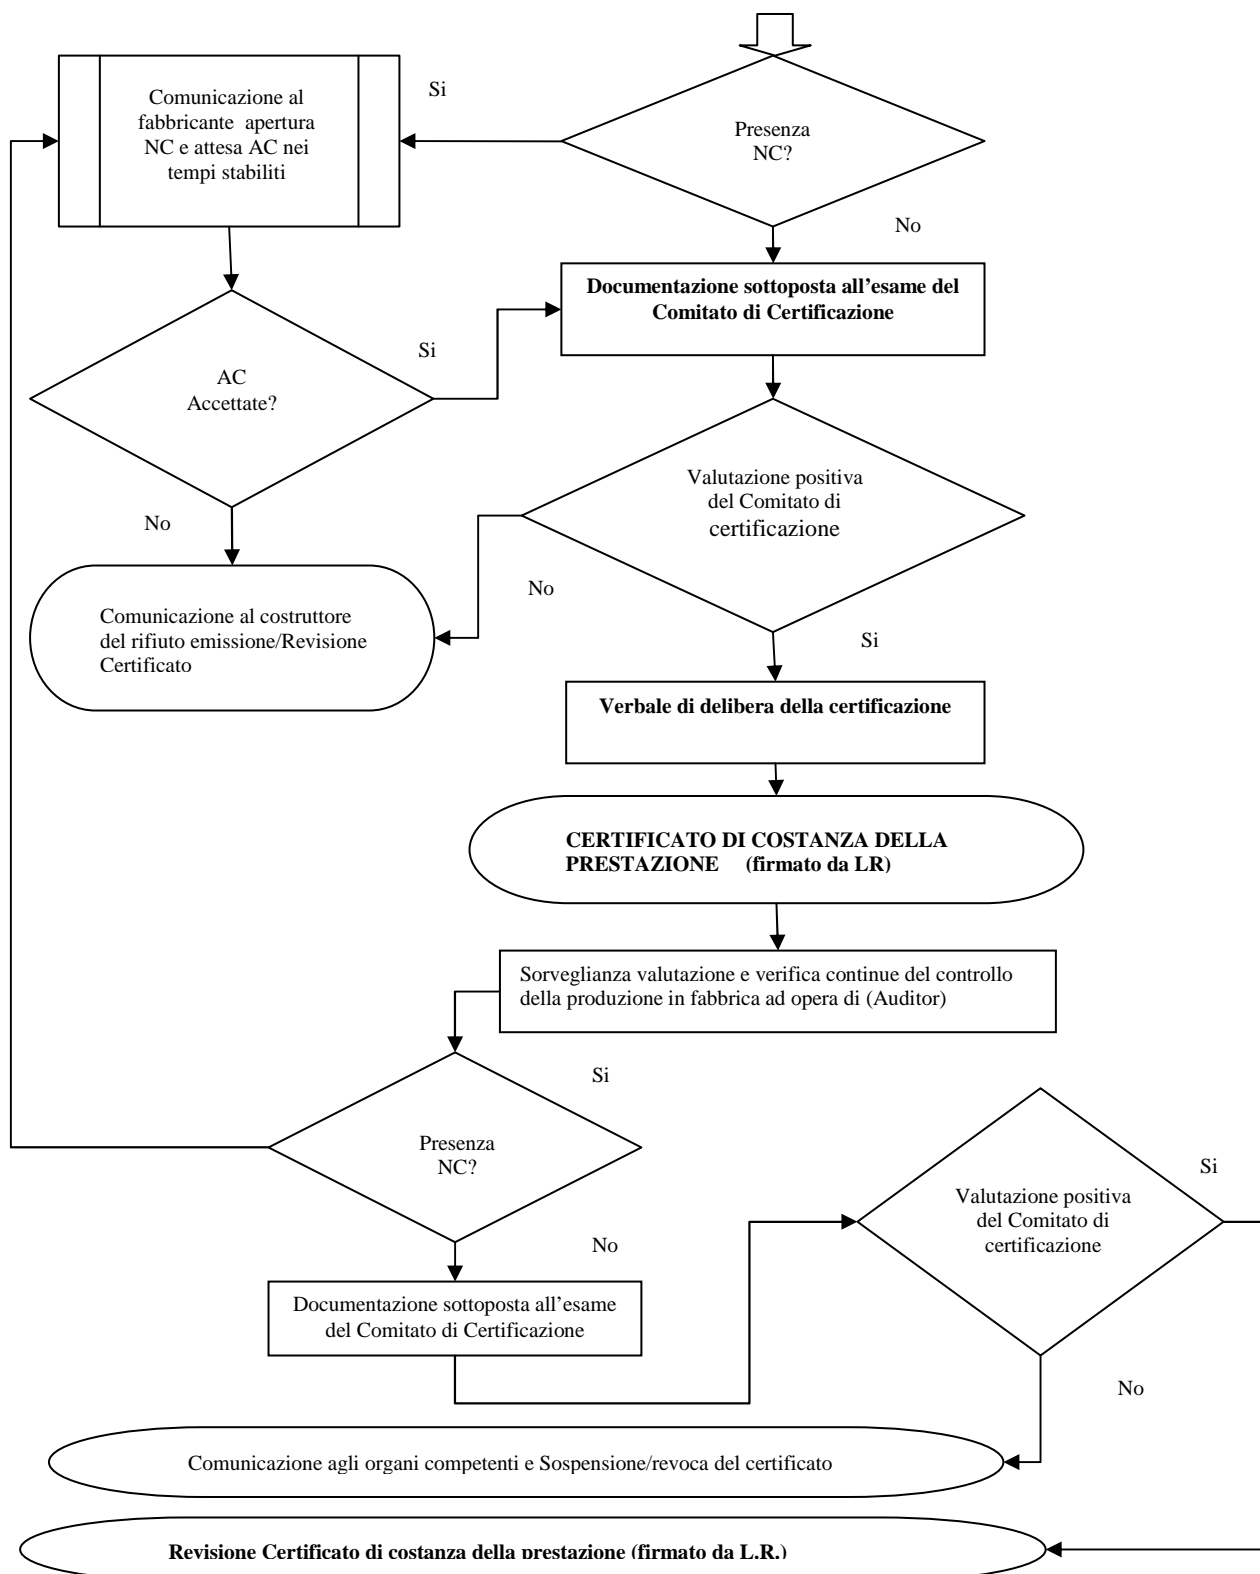 Si
Comunicazione al
fabbricante apertura
NC e attesa AC nei
tempi stabiliti
Presenza
NC?
No
Documentazione sottoposta all'esame del
Comitato di Certificazione
Si
AC
Accettate?
Valutazione positiva
del Comitato di
certificazione
No
No
Comunicazione al costruttore
del rifiuto emissione/Revisione
Certificato
Si
Verbale di delibera della certificazione
CERTIFICATO DI COSTANZA DELLA
PRESTAZIONE (firmato da LR)
Sorveglianza valutazione e verifica continue del controllo
della produzione in fabbrica ad opera di (Auditor)
Si
Presenza
NC?
Si
Valutazione positiva
del Comitato di
certificazione
No
Documentazione sottoposta all'esame
del Comitato di Certificazione
No
Comunicazione agli organi competenti e Sospensione/revoca del certificato
Revisione Certificato di costanza della prestazione (firmato da L.R.)